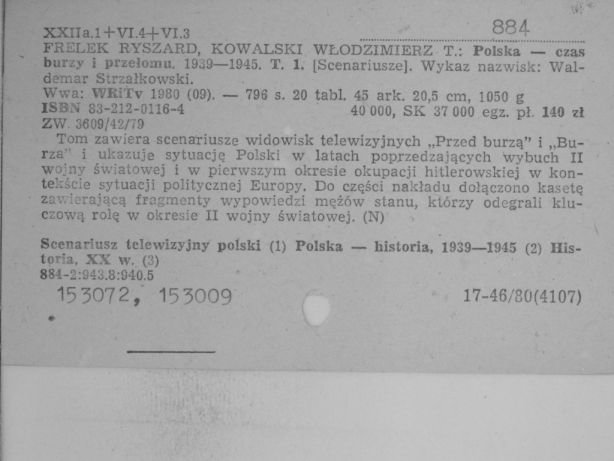 XXIIa.1+VI.4+VI.3
884
FRELEK RYSZARD, KOWALSKI WŁODZIMIERZ T.: Polska — czas
burzy i przełomu. 1939—1945. T. 1. [Scenariusze]. Wykaz nazwisk: Wal-
demar Strzałkowski.
Wwa: WRiTv 1980 (09). — 796 s. 20 tabl. 45 ark. 20,5 cm, 1050 g
ISBN 83-212-0116-4 40 000, SK 37 000 egz. pł. 140 zł
ZW. 3609/42/79
Tom zawiera scenariusze widowisk telewizyjnych „Przed burzą" i „Bu-
rza" i ukazuje sytuację Polski w latach poprzedzających wybuch II
wojny światowej i w pierwszym okresie okupacji hitlerowskiej w kon-
tekście sytuacji politycznej Europy. Do części nakładu dołączono kasetę
zawierającą fragmenty wypowiedzi mężów stanu, którzy odegrali klu-
czową rolę w okresie II wojny światowej. (N)
Scenariusz telewizyjny polski (1) Polska — historia, 1939—1945 (2) His-
toria, XX w. (3)
884-2:943.8:940.5
153072, 153009 17-46/80(4107)